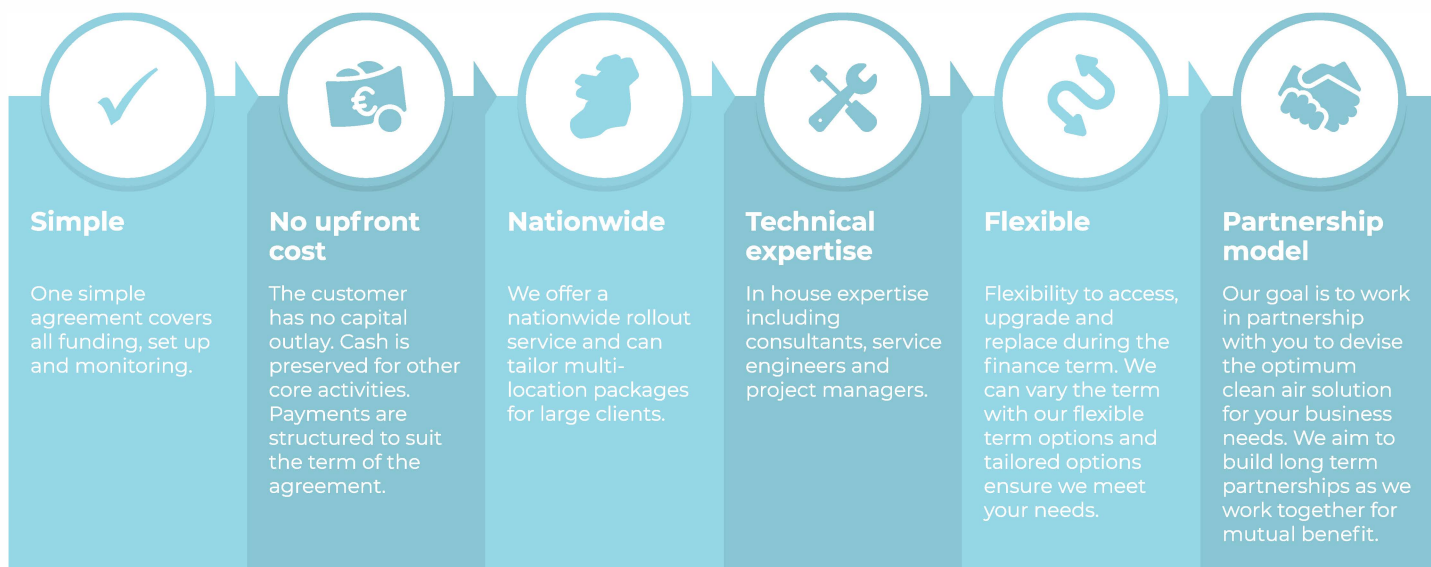 Simple
One simple
agreement covers
all funding, set up
and monitoring.
€
No upfront
cost
The customer
has no capital
outlay. Cash is
preserved for other
core activities.
Payments are
structured to suit
the term of the
agreement.
Nationwide
We offer a
nationwide rollout
service and can
tailor multi-
location packages
for large clients.
Technical
expertise
In house expertise
including
consultants, service
engineers and
project managers.
Flexible
Flexibility to access,
upgrade and
replace during the
finance term. We
can vary the term
with our flexible
term options and
tailored options
ensure we meet
your needs.
Partnership
model
Our goal is to work
in partnership
with you to devise
the optimum
clean air solution
for your business
needs. We aim to
build long term
partnerships as we
work together for
mutual benefit.